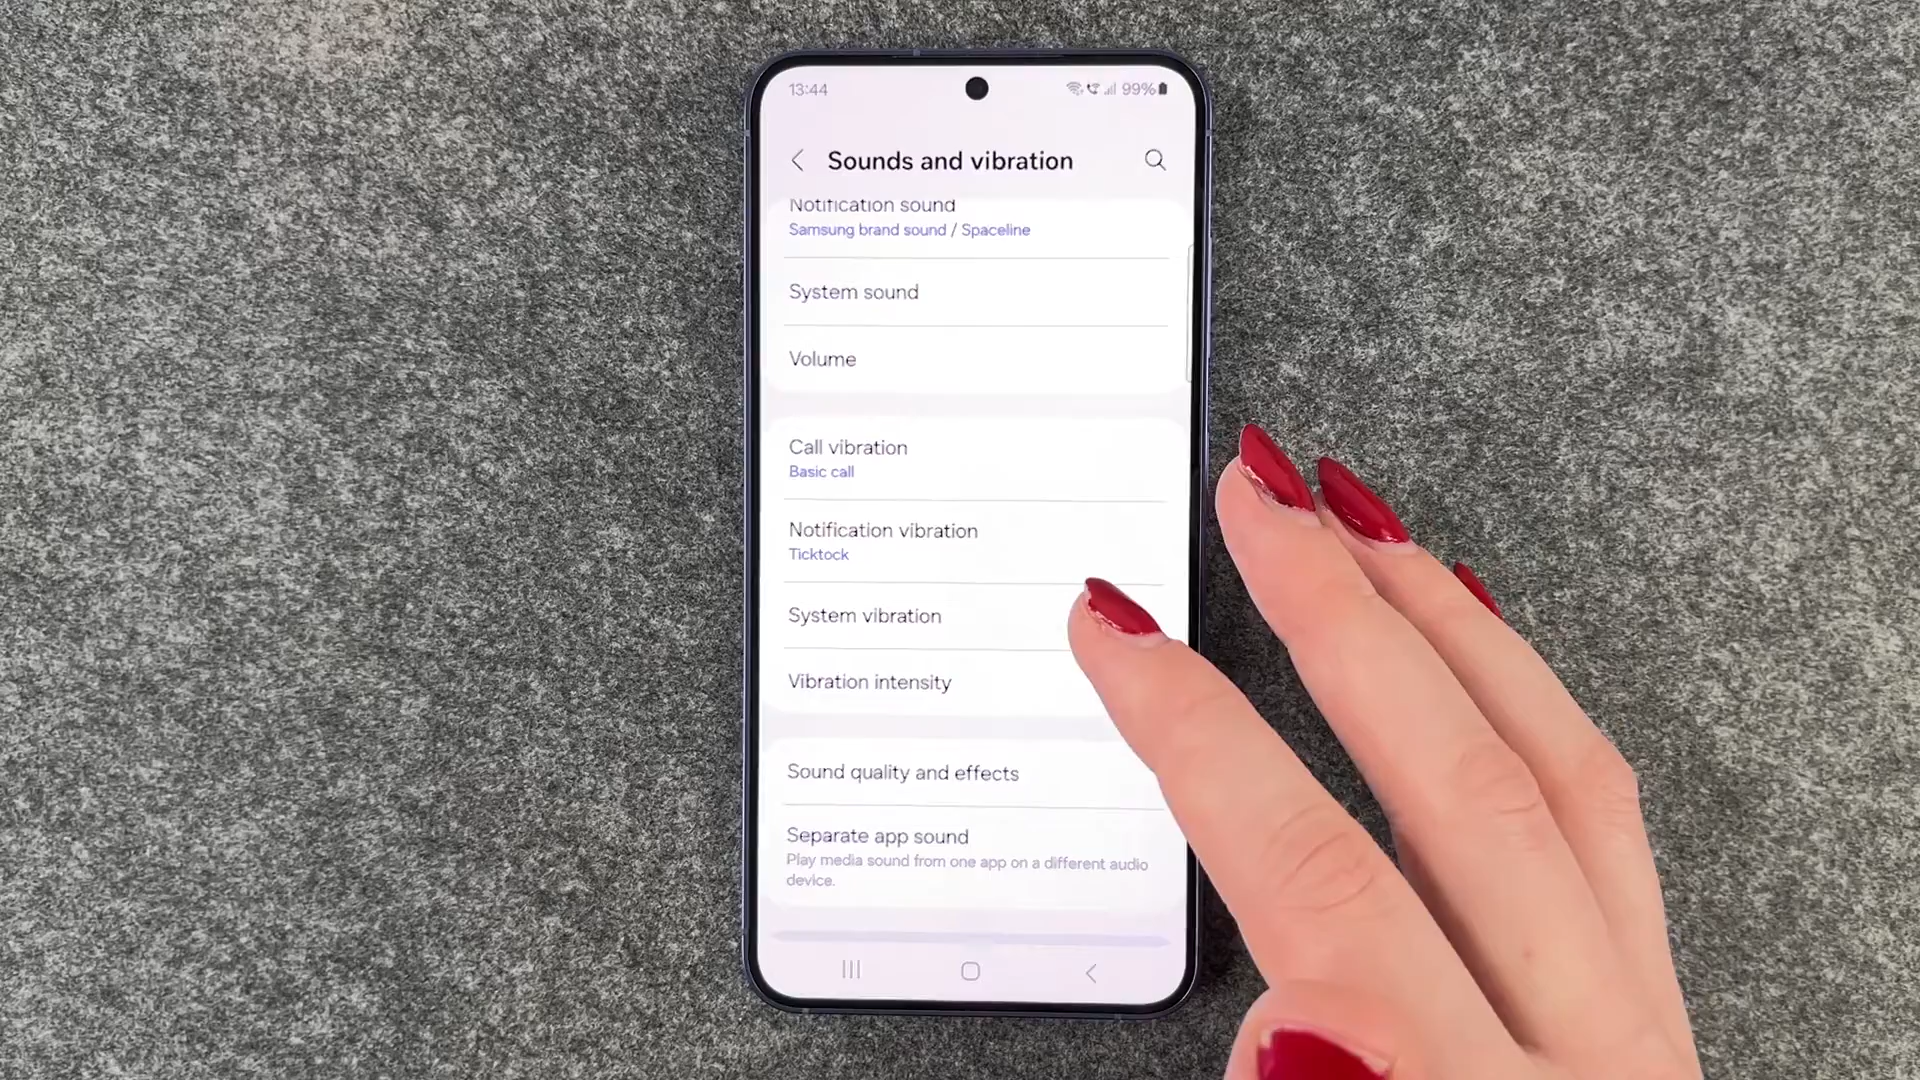 13:44
99%
Sounds and vibration
Notification sound
Samsung brand sound / Spaceline
System sound
Volume
Call vibration
Basic call
Notification vibration
Ticktock
System vibration
Vibration intensity
Sound quality and effects
Separate app sound
Play media sound from one app on a different audio
device.